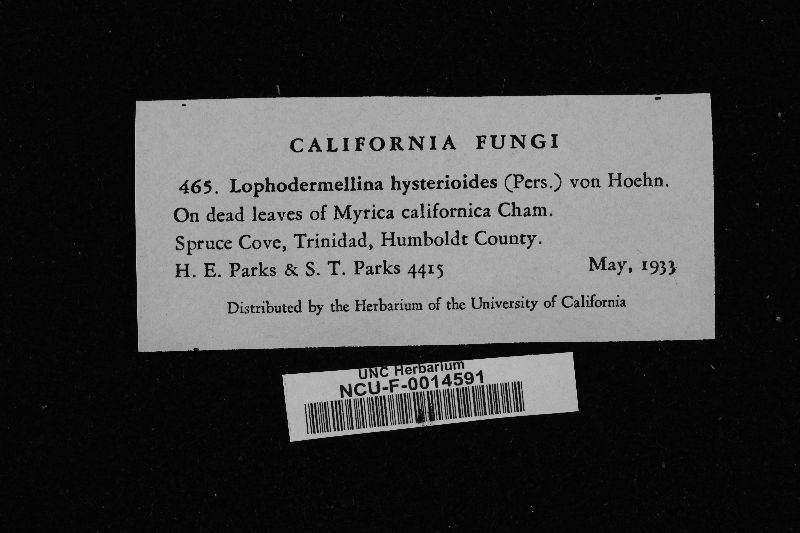 CALIFORNIA FUNGI
465. Lophodermellina hysterioides (Pers.) von Hoehn.
On dead leaves of Myrica californica Cham.
Spruce Cove, Trinidad, Humboldt County.
H. E. Parks & S. T. Parks 4415 May, 1933
Distributed by the Herbarium of the University of California
UNC Herbarium
NCU-F-0014591